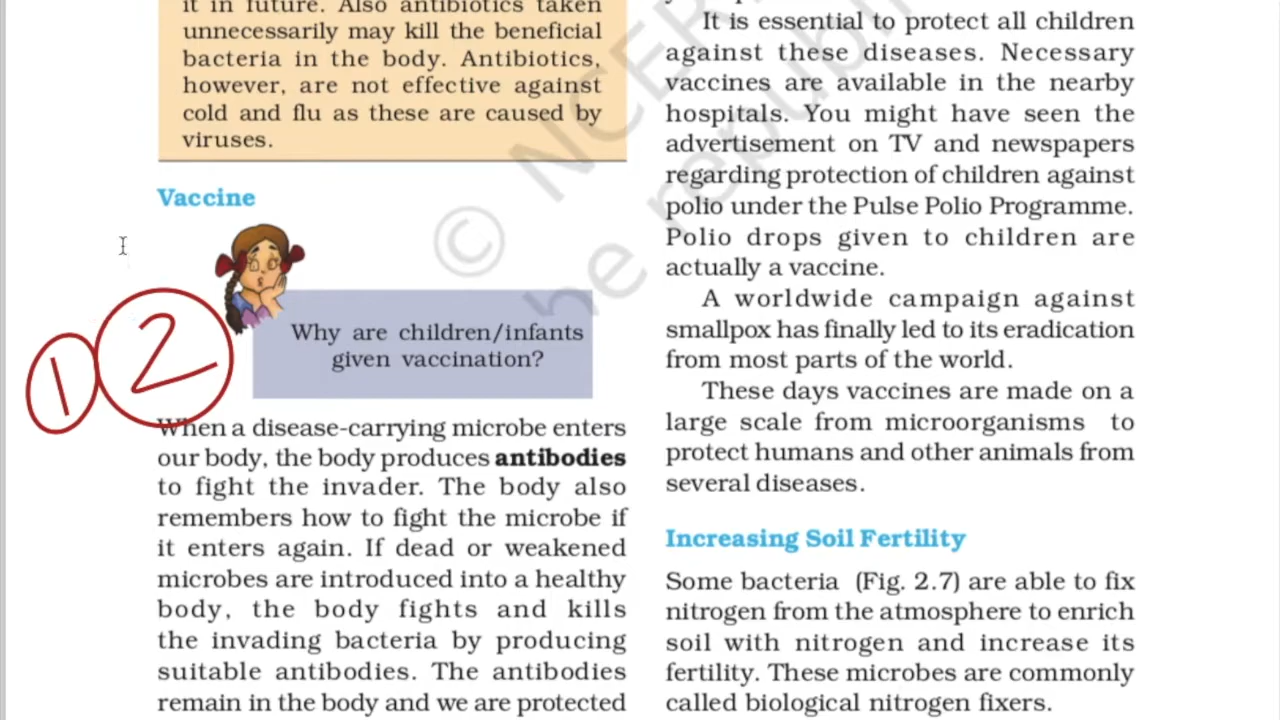 it in future. Also antibiotics taken
unnecessarily may kill the beneficial
bacteria in the body. Antibiotics,
however, are not effective against
cold and flu as these are caused by
viruses.
Vaccine
Why are children/infants
given vaccination?
1 2
When a disease-carrying microbe enters
our body, the body produces antibodies
to fight the invader. The body also
remembers how to fight the microbe if
it enters again. If dead or weakened
microbes are introduced into a healthy
body, the body fights and kills
the invading bacteria by producing
suitable antibodies. The antibodies
remain in the body and we are protected
It is essential to protect all children
against these diseases. Necessary
vaccines are available in the nearby
hospitals. You might have seen the
advertisement on TV and newspapers
regarding protection of children against
polio under the Pulse Polio Programme.
Polio drops given to children are
actually a vaccine.
A worldwide campaign against
smallpox has finally led to its eradication
from most parts of the world.
These days vaccines are made on a
large scale from microorganisms to
protect humans and other animals from
several diseases.
Increasing Soil Fertility
Some bacteria (Fig. 2.7) are able to fix
nitrogen from the atmosphere to enrich
soil with nitrogen and increase its
fertility. These microbes are commonly
called biological nitrogen fixers.
© NCER
be republi